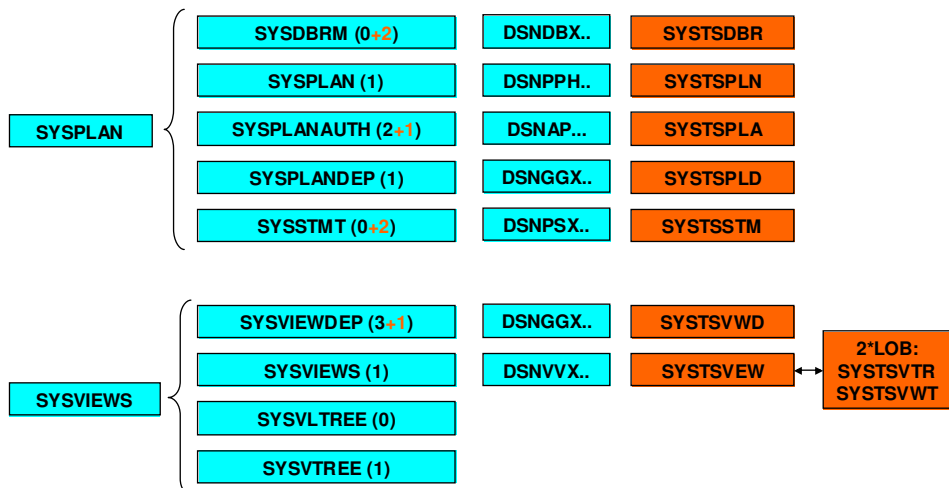 SYSDBRM (0+2) DSNDBX.. SYSTSDBR
SYSPLAN (1) DSNPPH.. SYSTSPLN
SYSPLAN
SYSPLANAUTH (2+1) DSNAP... SYSTSPLA
SYSPLANDEP (1) DSNGGX.. SYSTSPLD
SYSSTMT (0+2) DSNPSX.. SYSTSSTM
SYSVIEWDEP (3+1) DSNGGX.. SYSTSVWD
SYSVIEWS (1) DSNVVX.. SYSTSVEW
2*LOB:
SYSTSVTR
SYSTSVWT
SYSVIEWS
SYSVLTREE (0)
SYSVTREE (1)